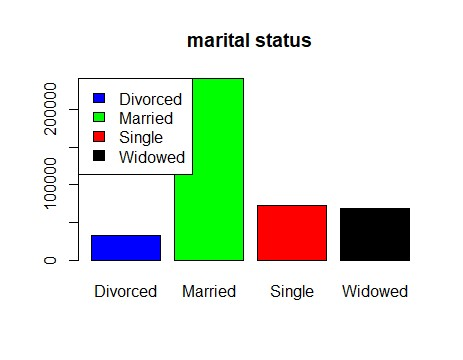 marital status
200000
100000
0
Divorced
Married
Single
Widowed
Divorced Married Single Widowed